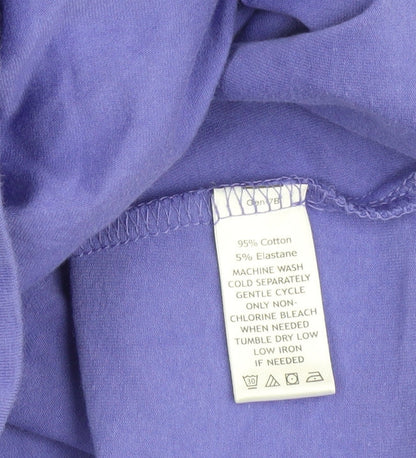 95% Cotton
5% Elastane
MACHINE WASH
COLD SEPARATELY
GENTLE CYCLE
ONLY NON-
CHLORINE BLEACH
WHEN NEEDED
TUMBLE DRY LOW
LOW IRON
IF NEEDED
30